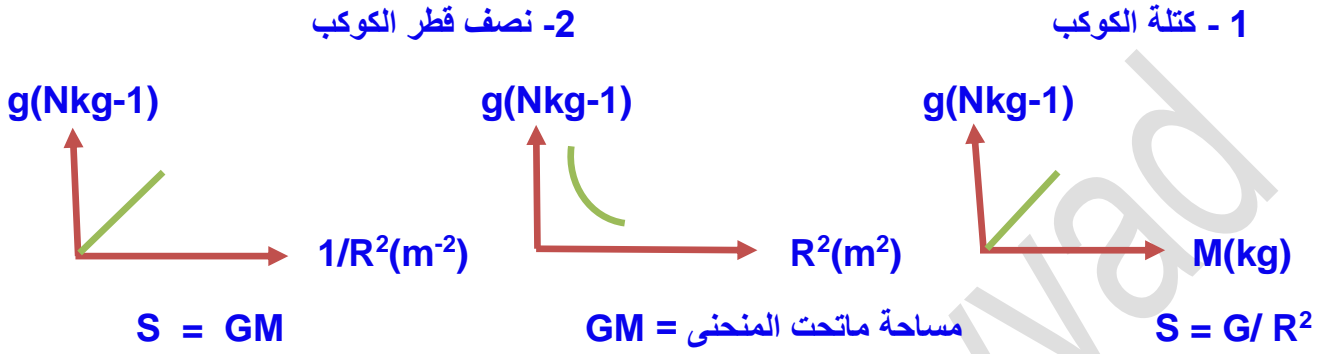 1 - كتلة الكوكب
2- نصف قطر الكوكب
g(Nkg-1)
g(Nkg-1)
g(Nkg-1)
M(kg)
R²(m²)
1/R²(m⁻²)
S = G/ R²
مساحة ماتحت المنحنى = GM
S = GM